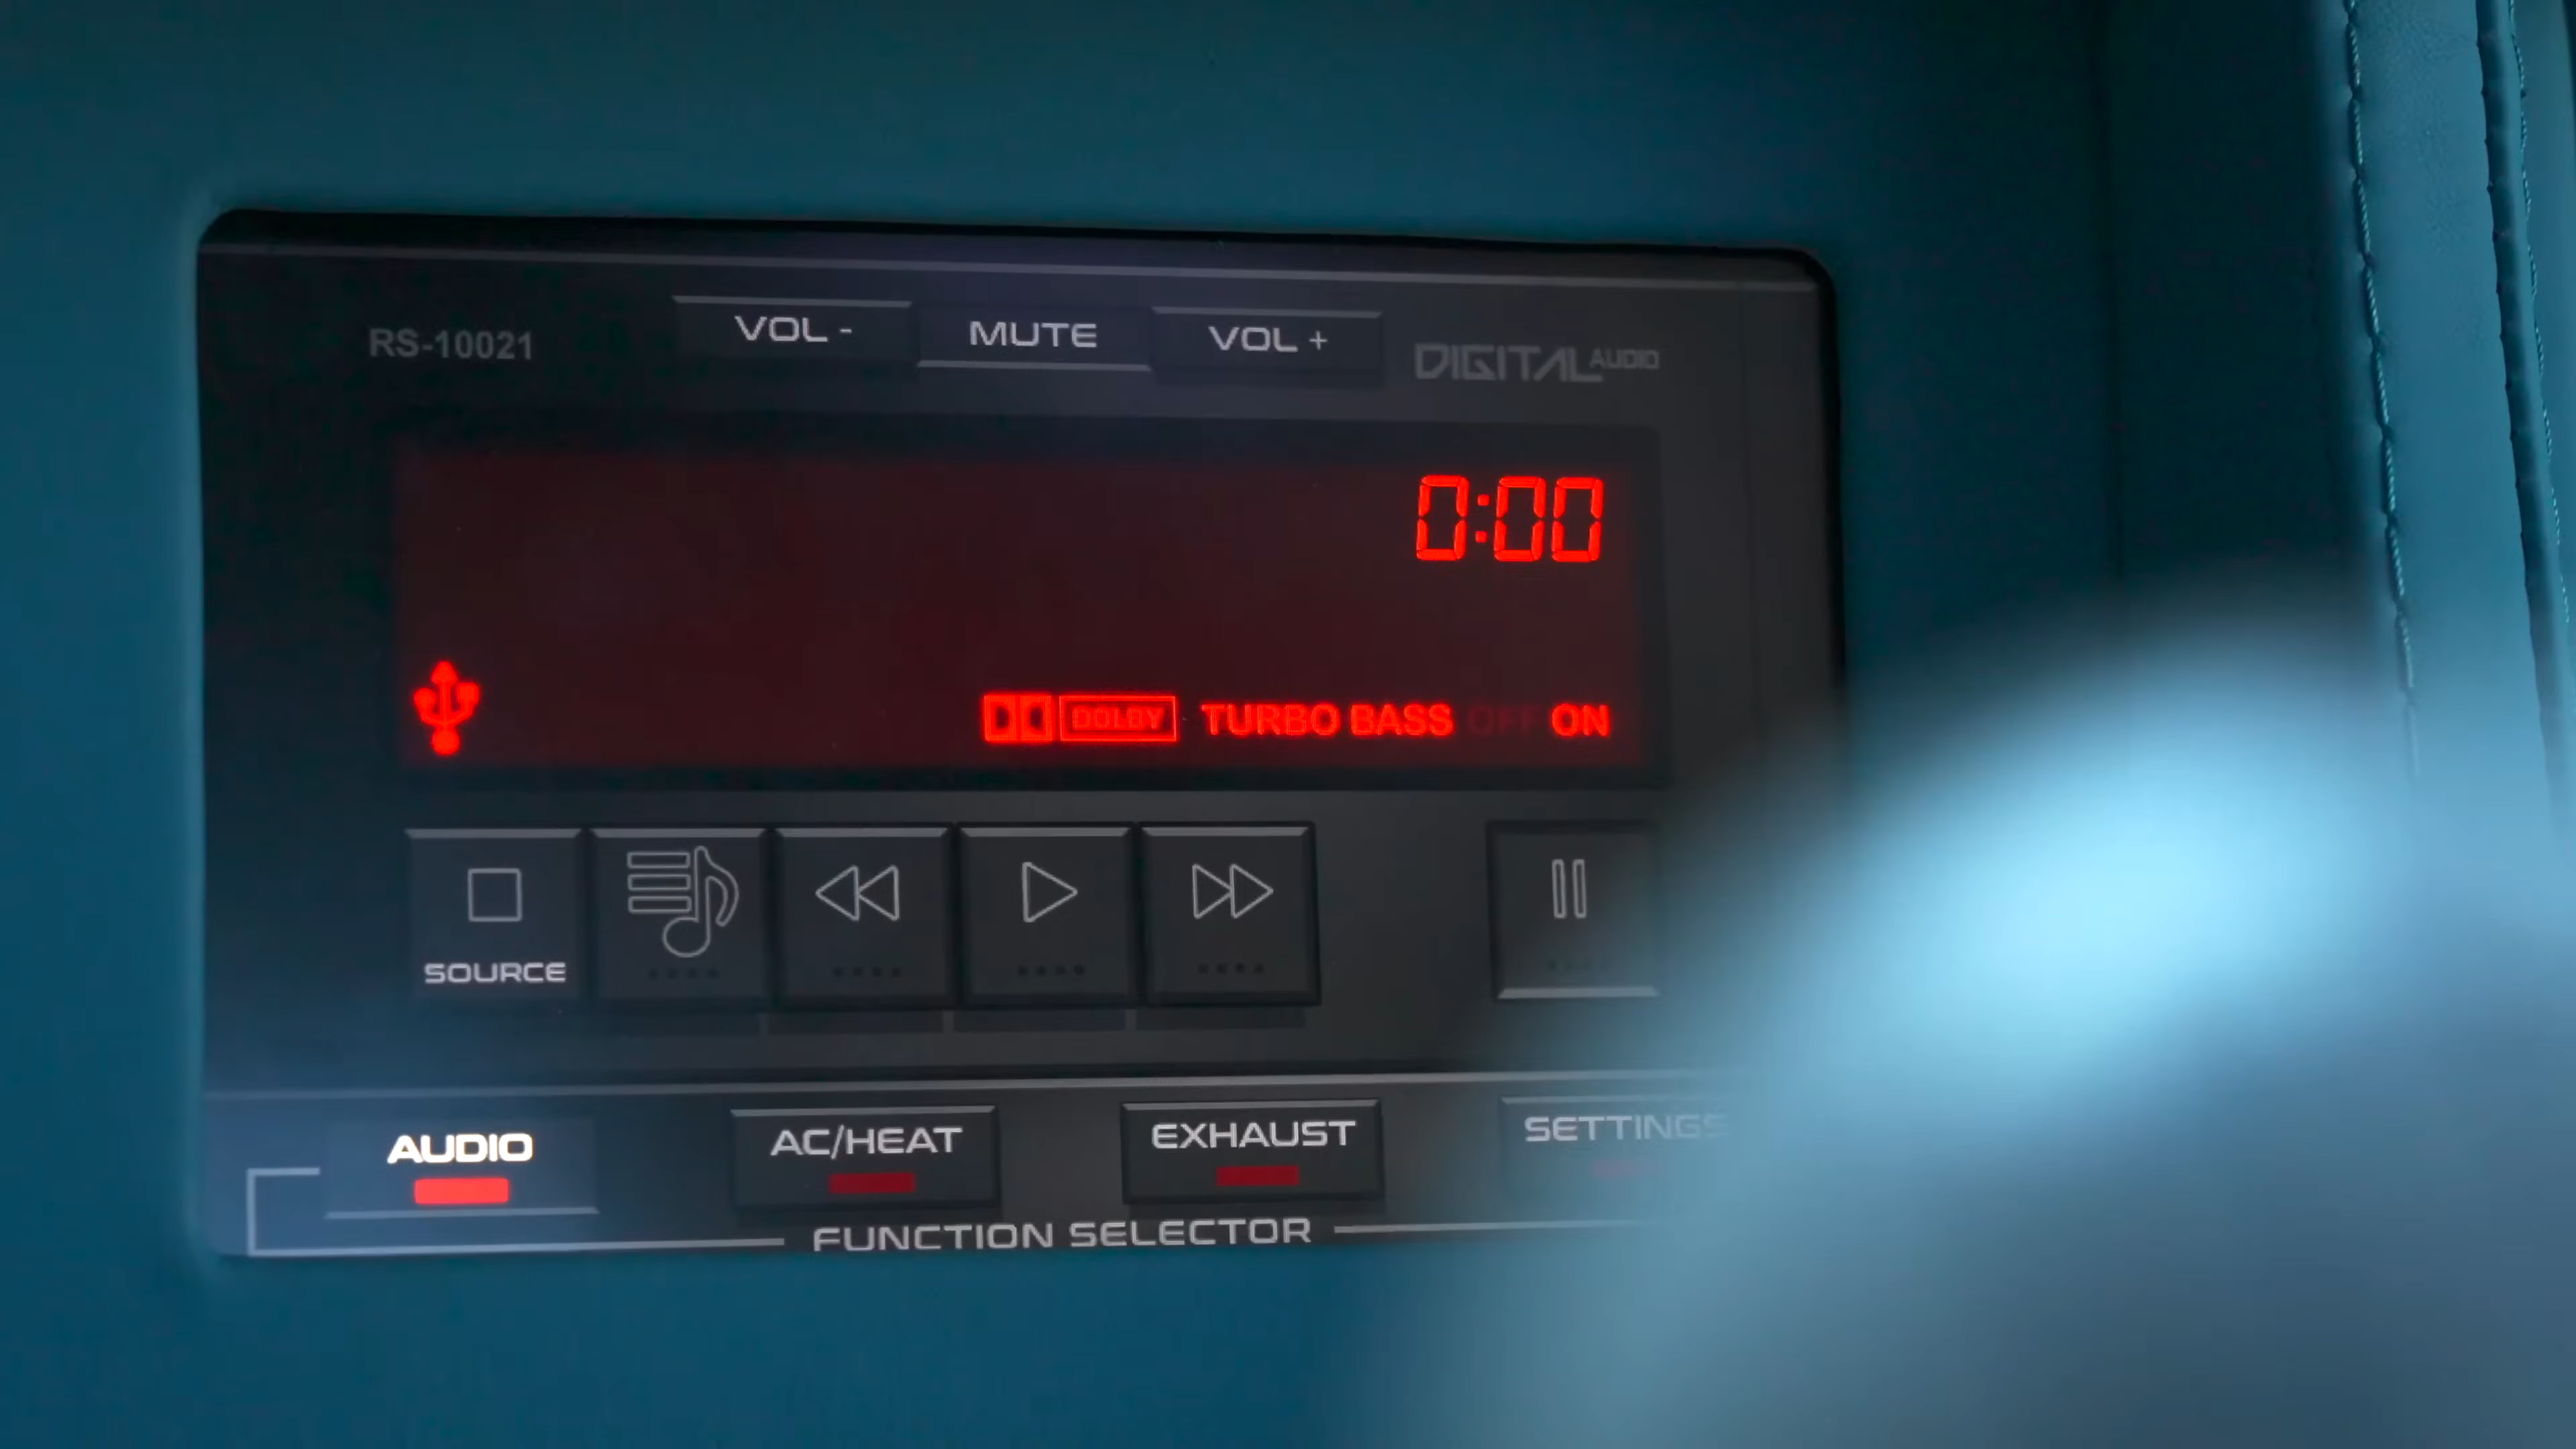 RS-10021
VOL -
MUTE
VOL +
DIGITAL AUDIO
0:00
DOLBY TURBO BASS OFF ON
SOURCE
AUDIO
AC/HEAT
EXHAUST
SETTINGS
FUNCTION SELECTOR